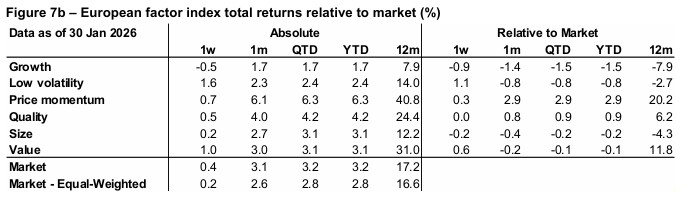 Figure 7b – European factor index total returns relative to market (%)
Data as of 30 Jan 2026 Absolute Relative to Market
1w 1m QTD YTD 12m 1w 1m QTD YTD 12m
Growth -0.5 1.7 1.7 1.7 7.9 -0.9 -1.4 -1.5 -1.5 -7.9
Low volatility 1.6 2.3 2.4 2.4 14.0 1.1 -0.8 -0.8 -0.8 -2.7
Price momentum 0.7 6.1 6.3 6.3 40.8 0.3 2.9 2.9 2.9 20.2
Quality 0.5 4.0 4.2 4.2 24.4 0.0 0.8 0.9 0.9 6.2
Size 0.2 2.7 3.1 3.1 12.2 -0.2 -0.4 -0.2 -0.2 -4.3
Value 1.0 3.0 3.1 3.1 31.0 0.6 -0.2 -0.1 -0.1 11.8
Market 0.4 3.1 3.2 3.2 17.2
Market - Equal-Weighted 0.2 2.6 2.8 2.8 16.6